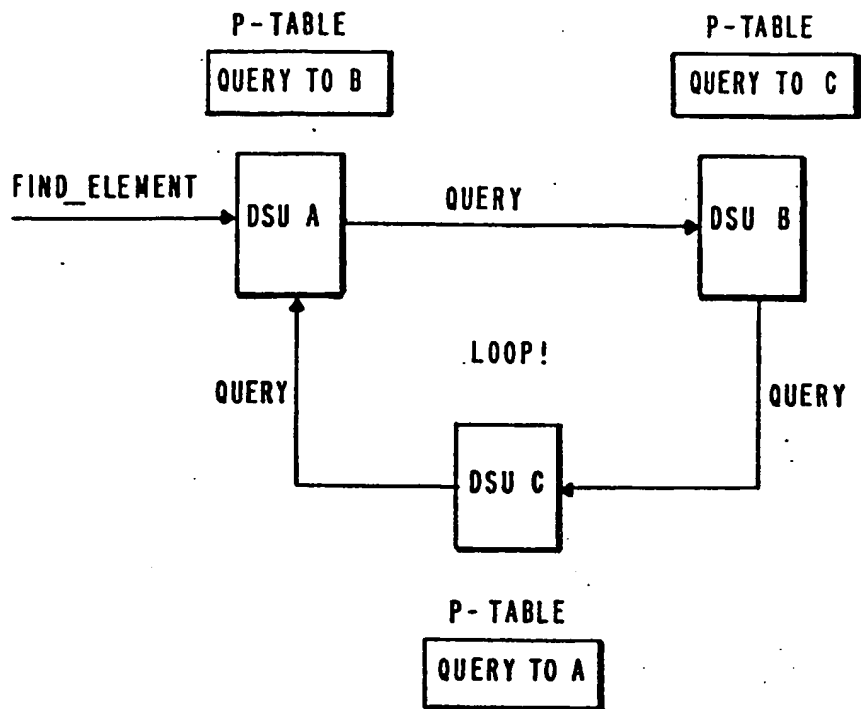 P-TABLE
QUERY TO B
P-TABLE
QUERY TO C
FIND_ELEMENT
DSU A
QUERY
DSU B
LOOP!
QUERY
QUERY
DSU C
P-TABLE
QUERY TO A